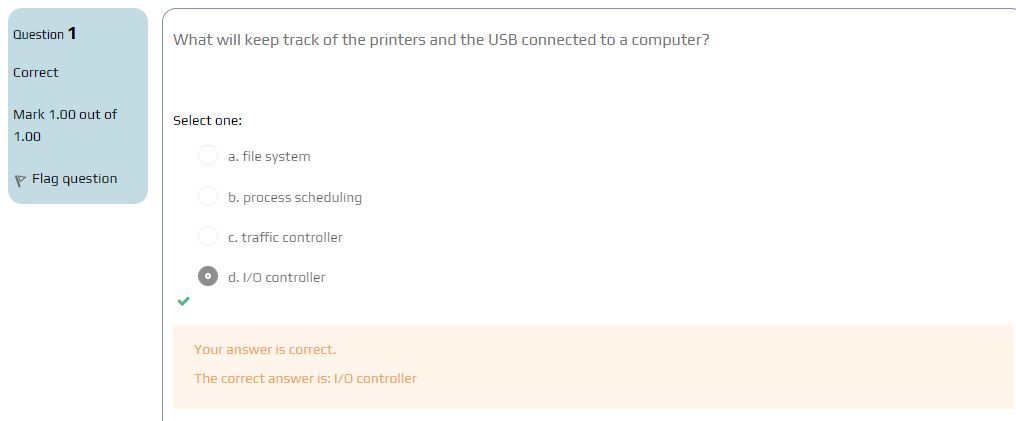 Question 1
Correct
Mark 1.00 out of
1.00
Flag question
What will keep track of the printers and the USB connected to a computer?
Select one:
a. file system
b. process scheduling
c. traffic controller
d. I/O controller
Your answer is correct.
The correct answer is: I/O controller